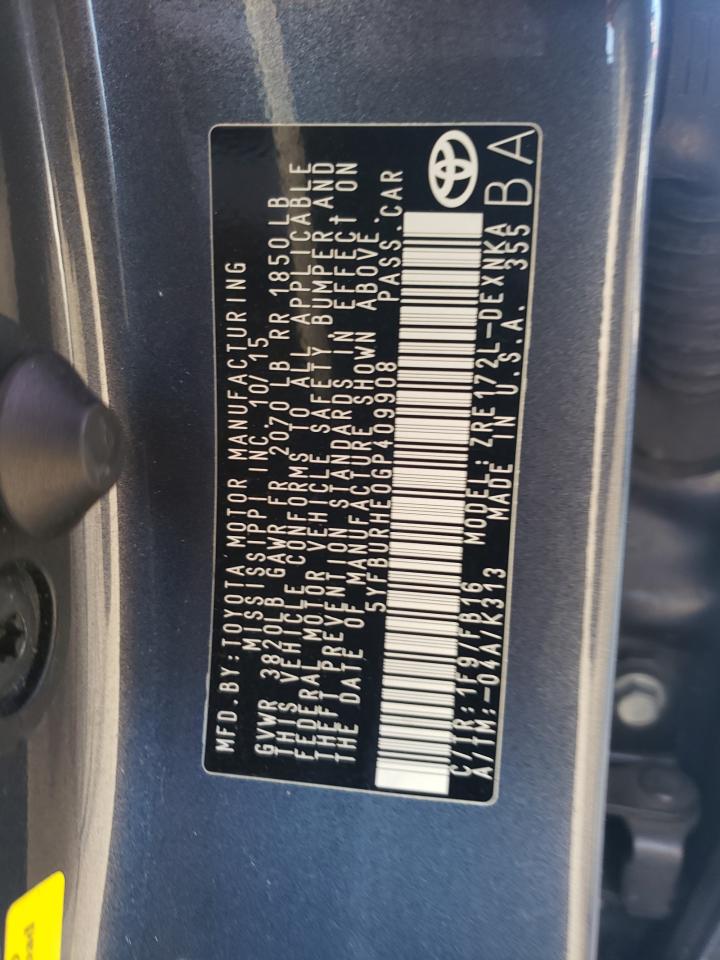 MFD.BY:TOYOTA MOTOR MANUFACTURING
MISSISSIPPI INC. 10/15
GVWR 3820LB GAWR FR 2070 LB RR 1850 LB
THIS VEHICLE CONFORMS TO ALL APPLICABLE
FEDERAL MOTOR VEHICLE SAFETY, BUMPER, AND
THEFT PREVENTION STANDARDS IN EFFECT ON
THE DATE OF MANUFACTURE SHOWN ABOVE.
5YFBURHE0GP409908 PASS.CAR
C/TR:1F9/FB16 MODEL:ZRE172L-DEXNKA
A/TM:-04A/K313 MADE IN U.S.A. 355
BA